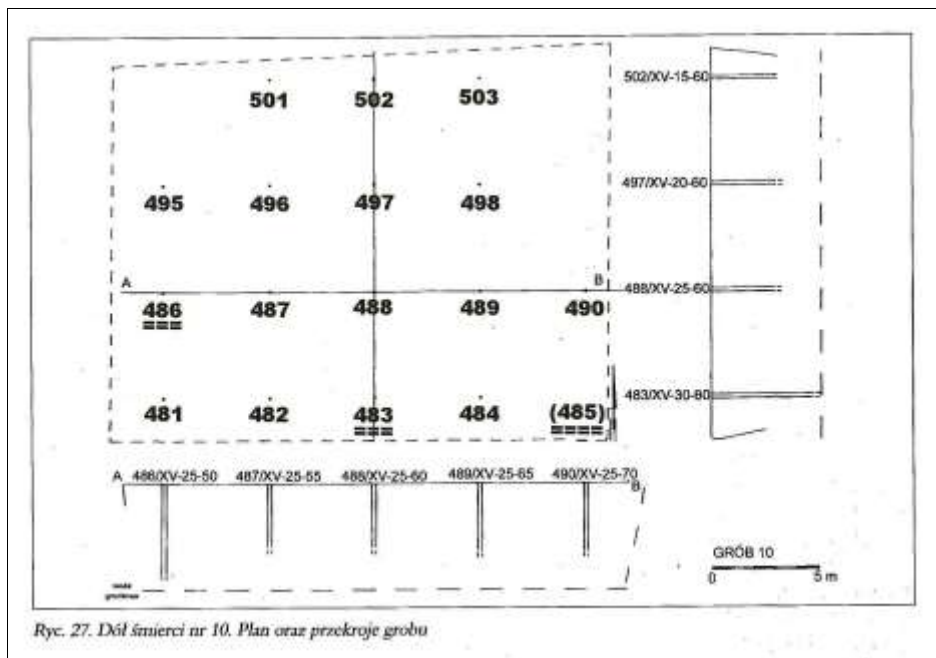 501 502 503
502/XV-15-60
495 496 497 498
497/XV-20-60
A B
486 487 488 489 490
488/XV-25-60
481 482 483 484 (485)
483/XV-30-80
A 486/XV-25-50 487/XV-25-55 488/XV-25-60 489/XV-25-65 490/XV-25-70 B
GRÓB 10
0 5 m
Ryc. 27. Dół śmierci nr 10. Plan oraz przekroje grobu